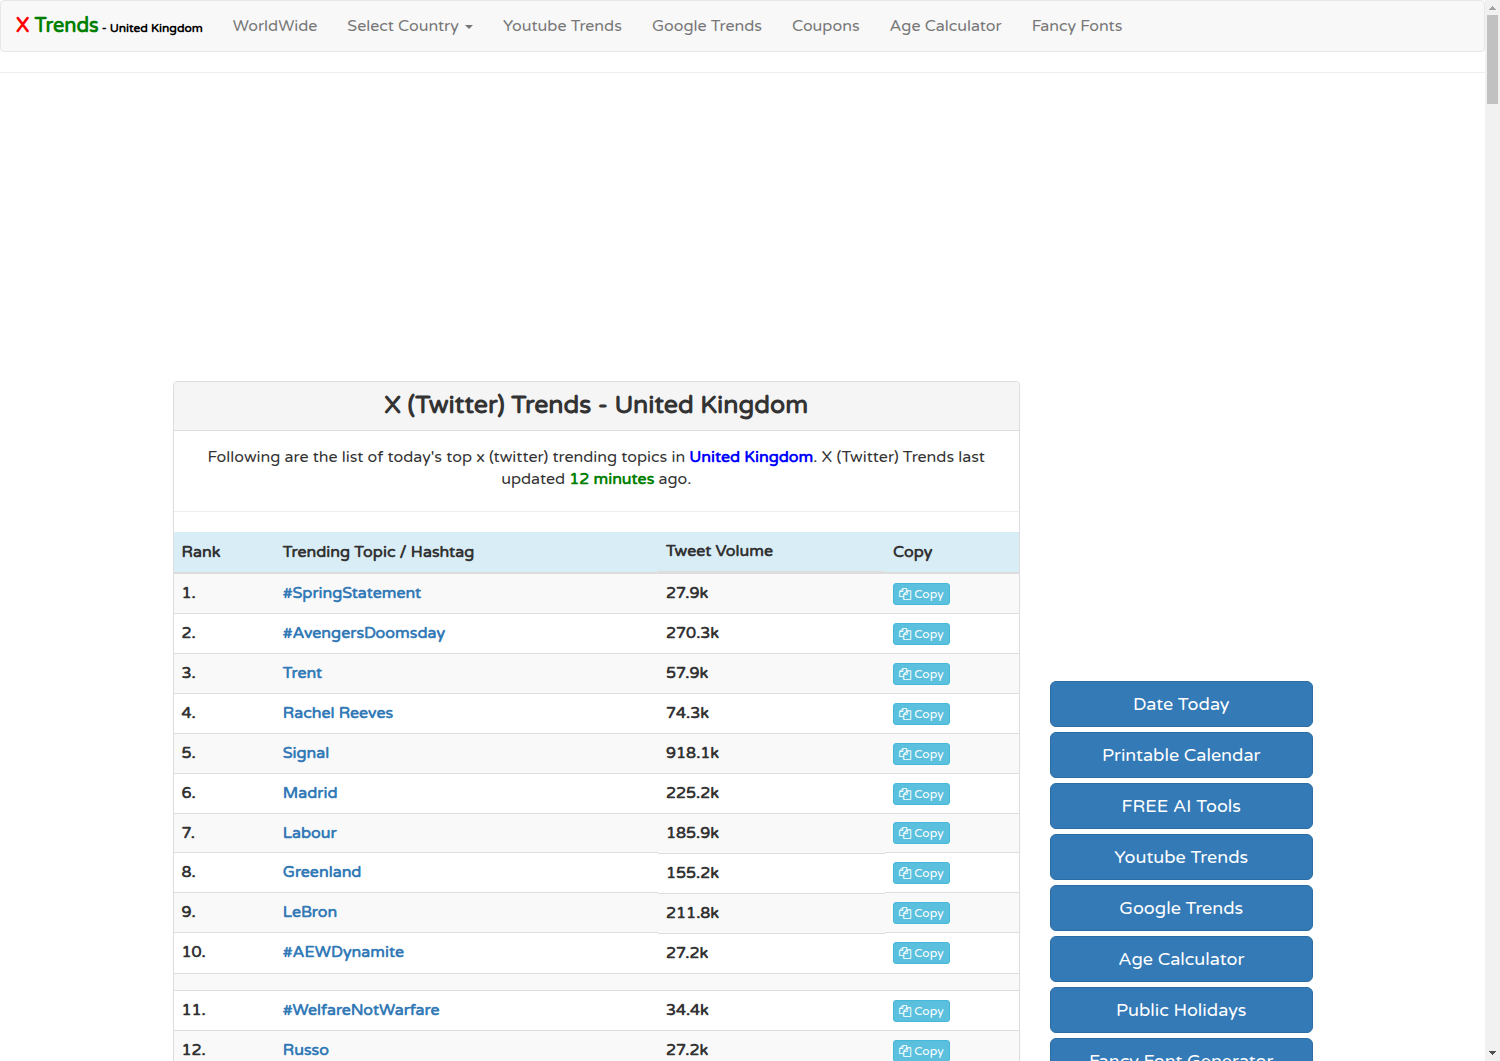 X Trends - United Kingdom WorldWide Select Country Youtube Trends Google Trends Coupons Age Calculator Fancy Fonts
X (Twitter) Trends - United Kingdom
Following are the list of today's top x (twitter) trending topics in United Kingdom. X (Twitter) Trends last
updated 12 minutes ago.
Rank Trending Topic / Hashtag Tweet Volume Copy
1. #SpringStatement 27.9k Copy
2. #AvengersDoomsday 270.3k Copy
3. Trent 57.9k Copy
4. Rachel Reeves 74.3k Copy
5. Signal 918.1k Copy
6. Madrid 225.2k Copy
7. Labour 185.9k Copy
8. Greenland 155.2k Copy
9. LeBron 211.8k Copy
10. #AEWDynamite 27.2k Copy
11. #WelfareNotWarfare 34.4k Copy
12. Russo 27.2k Copy
Date Today
Printable Calendar
FREE AI Tools
Youtube Trends
Google Trends
Age Calculator
Public Holidays
Fancy Font Generator